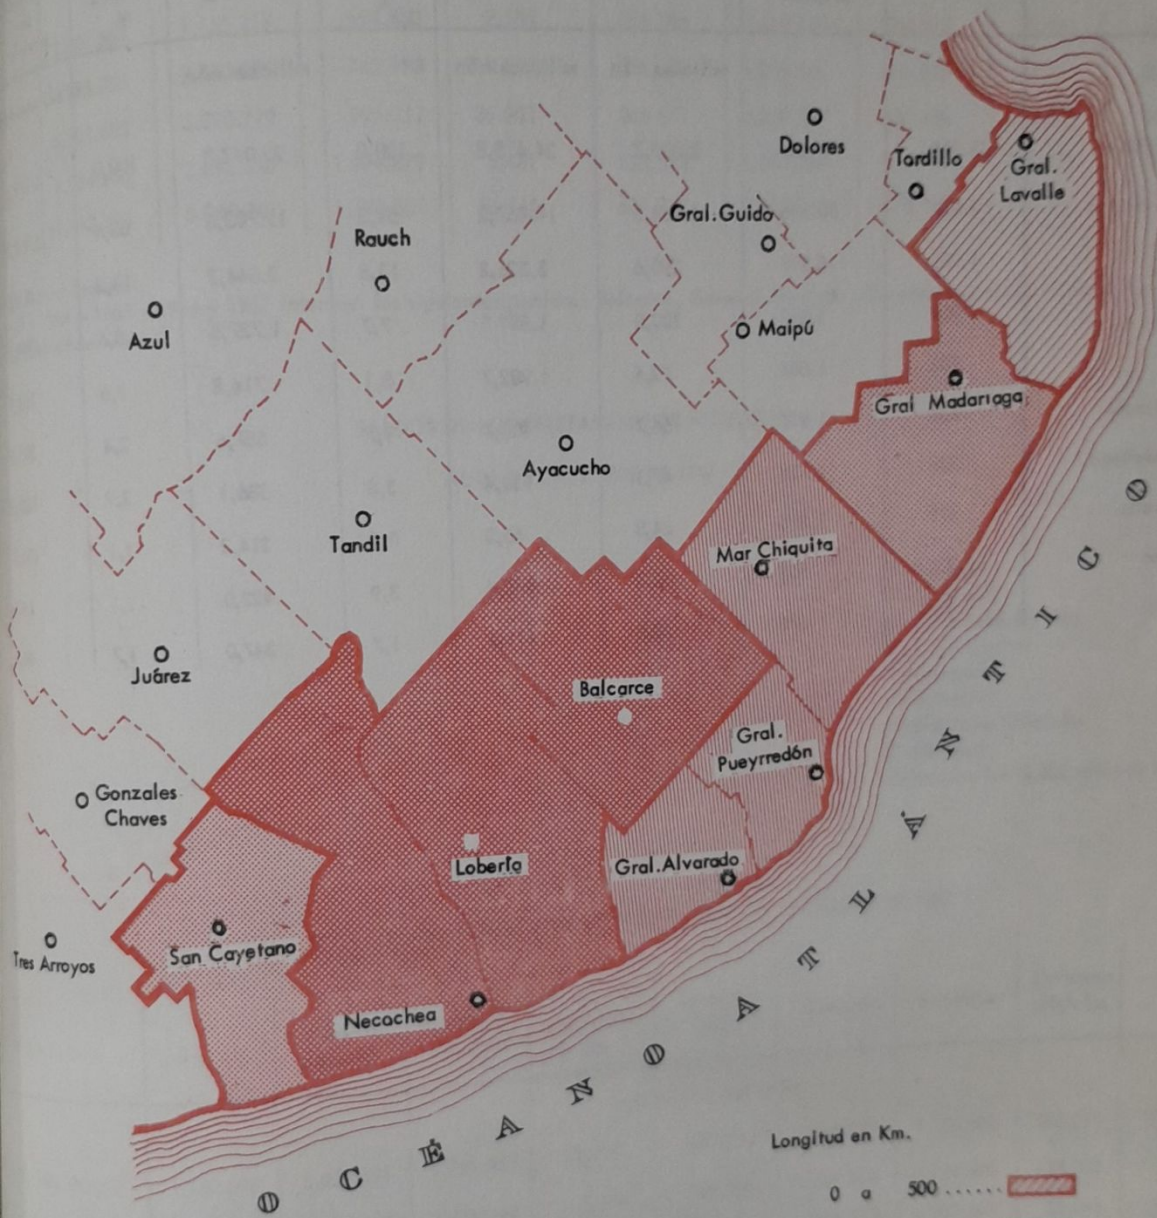 Dolores
Tordillo
Gral.
Lavalle
Gral.Guido
Rauch
Azul
Maipú
Gral Madariaga
Ayacucho
Tandil
Mar Chiquita
Juárez
Balcarce
Gral.
Pueyrredón
Gonzales
Chaves
Lobería
Gral.Alvarado
San Cayetano
Tres Arroyos
Necochea
OCÉANO ATLÁNTICO
Longitud en Km.
0 a 500......